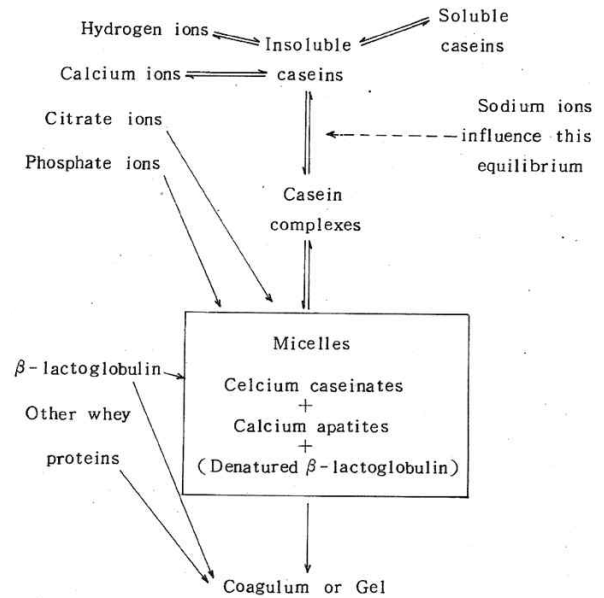 Hydrogen ions
Soluble
caseins
Insoluble
caseins
Calcium ions
Citrate ions
Phosphate ions
Sodium ions
influence this
equilibrium
Casein
complexes
Micelles
Celcium caseinates
+
Calcium apatites
+
(Denatured β-lactoglobulin)
β-lactoglobulin
Other whey
proteins
Coagulum or Gel